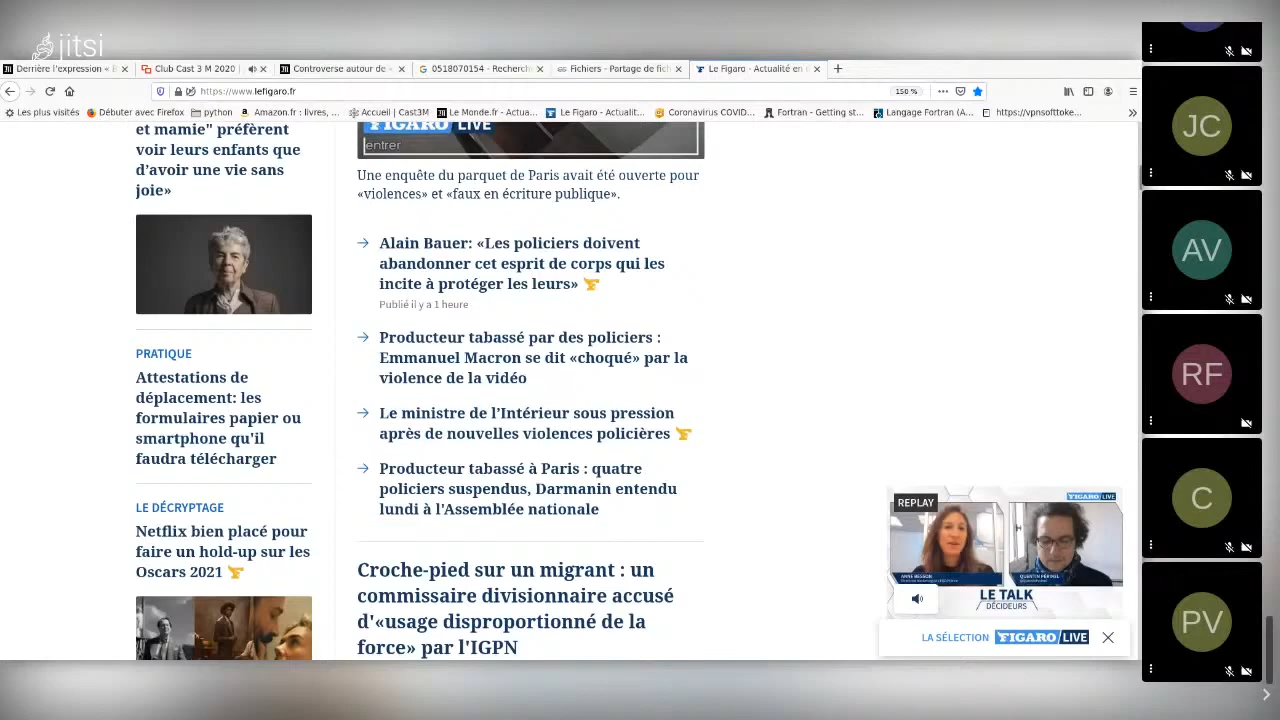 jitsi
Derrière l'expression «
Club Cast 3 M 2020
Controverse autour de
0518070154 - Recherch
Fichiers - Partage de fich
Le Figaro - Actualité en
https://www.lefigaro.fr
150 %
Les plus visités
Débuter avec Firefox
python
Amazon.fr : livres, ...
Accueil | Cast3M
Le Monde.fr - Actua...
Le Figaro - Actualit...
Coronavirus COVID...
Fortran - Getting st...
Langage Fortran (A...
https://vpnsofttoke...
et mamie" préfèrent
voir leurs enfants que
d'avoir une vie sans
joie»
PRATIQUE
Attestations de
déplacement: les
formulaires papier ou
smartphone qu'il
faudra télécharger
LE DÉCRYPTAGE
Netflix bien placé pour
faire un hold-up sur les
Oscars 2021
FIGARO LIVE
entrer
Une enquête du parquet de Paris avait été ouverte pour
«violences» et «faux en écriture publique».
Alain Bauer: «Les policiers doivent
abandonner cet esprit de corps qui les
incite à protéger les leurs»
Publié il y a 1 heure
Producteur tabassé par des policiers :
Emmanuel Macron se dit «choqué» par la
violence de la vidéo
Le ministre de l'Intérieur sous pression
après de nouvelles violences policières
Producteur tabassé à Paris : quatre
policiers suspendus, Darmanin entendu
lundi à l'Assemblée nationale
Croche-pied sur un migrant : un
commissaire divisionnaire accusé
d'«usage disproportionné de la
force» par l'IGPN
REPLAY
FIGARO LIVE
ANNE BESSON
QUENTIN PÉRINEL
LE TALK
DÉCIDEURS
LA SÉLECTION FIGARO LIVE
JC
AV
RF
C
PV